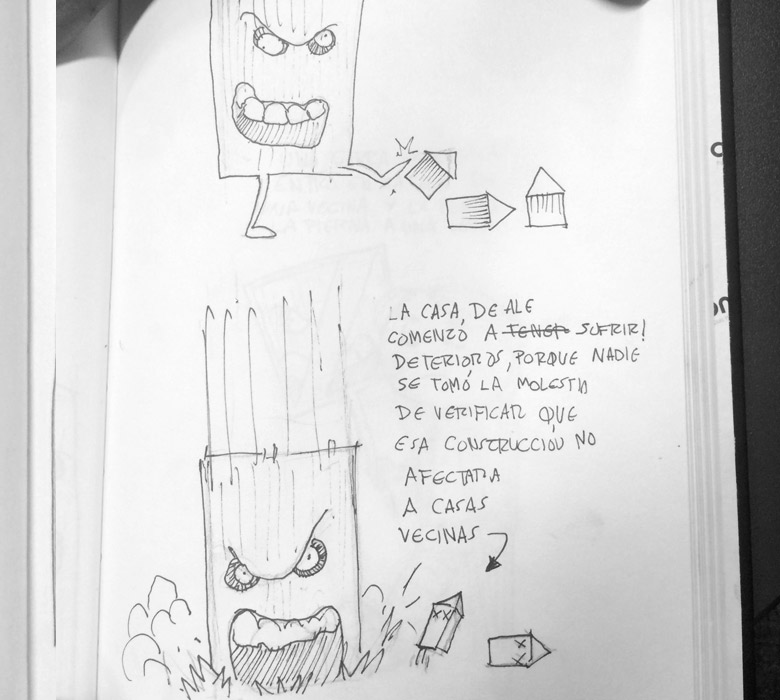 LA CASA, DE ALE
COMENZÓ A TENER SUFRIR!
DETERIOROS, PORQUE NADIE
SE TOMÓ LA MOLESTIA
DE VERIFICAR QUE
ESA CONSTRUCCIÓN NO
AFECTARA
A CASAS
VECINAS